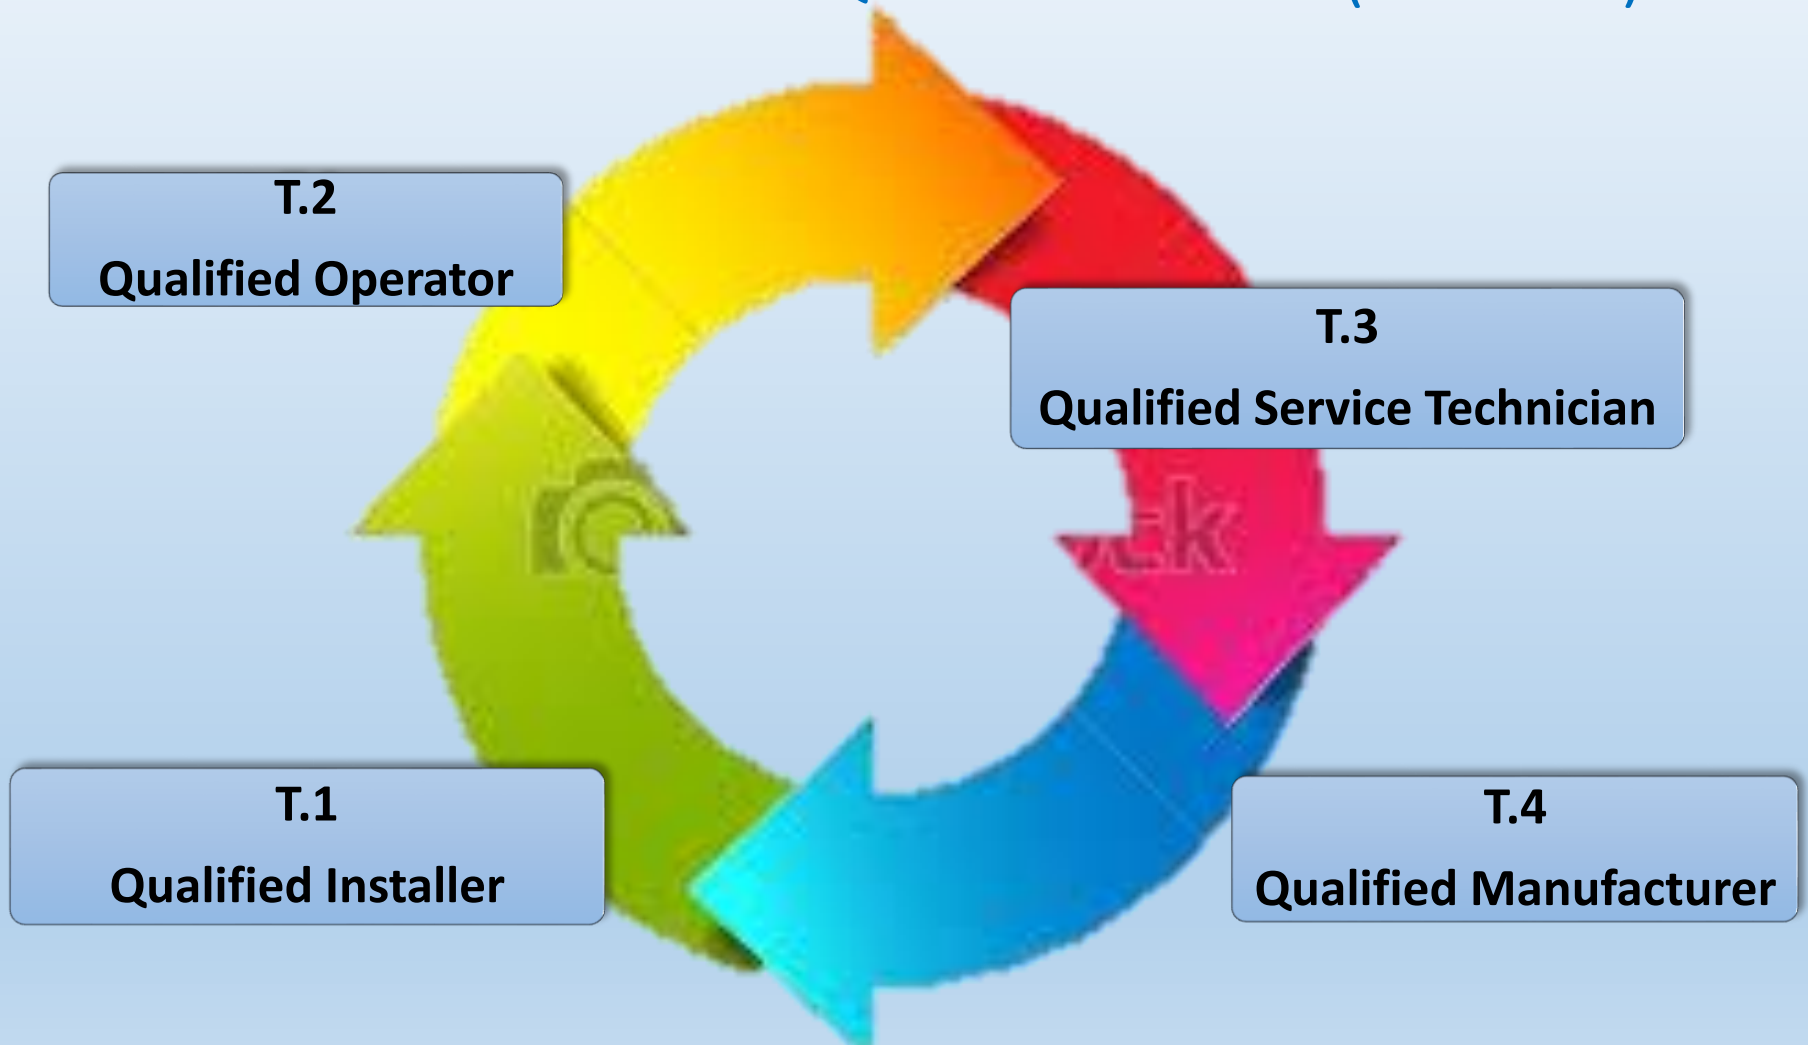 T.2
Qualified Operator
T.3
Qualified Service Technician
T.1
Qualified Installer
T.4
Qualified Manufacturer